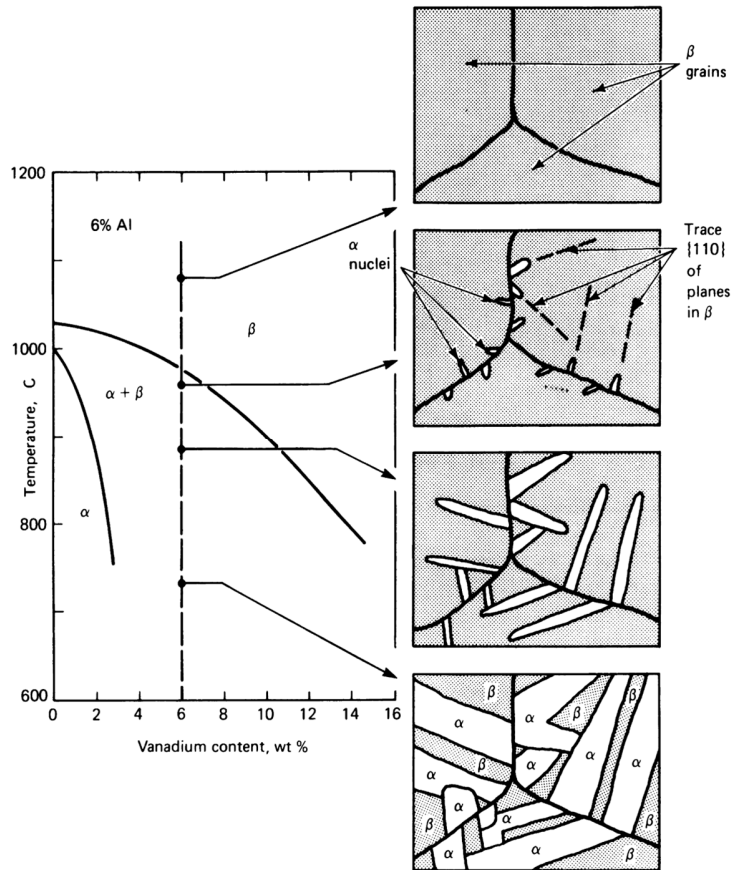 β
grains
1200
6% Al
α
nuclei
Trace
{110}
of
planes
in β
β
1000
α + β
α
800
600
Temperature, C
0 2 4 6 8 10 12 14 16
Vanadium content, wt %
β
α
β
β
α
α
α
β
α
α
α
α
β
α
β
α
α
β